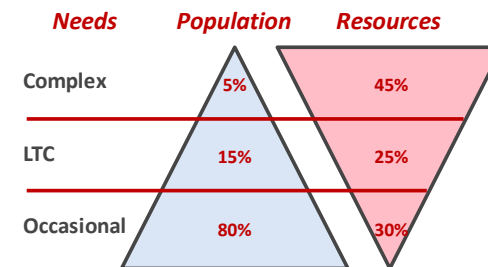 Needs Population Resources
Complex 5% 45%
LTC 15% 25%
Occasional 80% 30%